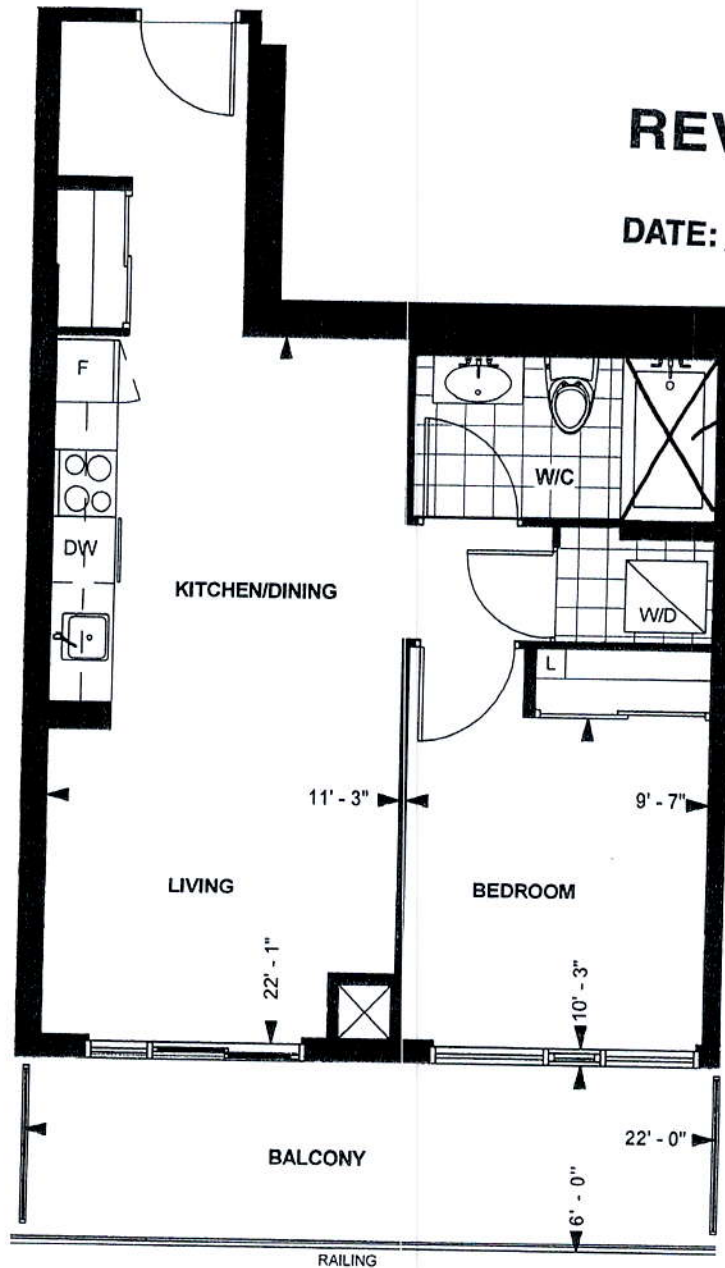 DATE:
F
W/C
DW
KITCHEN/DINING
W/D
L
11' - 3"
9' - 7"
LIVING
BEDROOM
22' - 1"
10' - 3"
22' - 0"
BALCONY
6' - 0"
RAILING